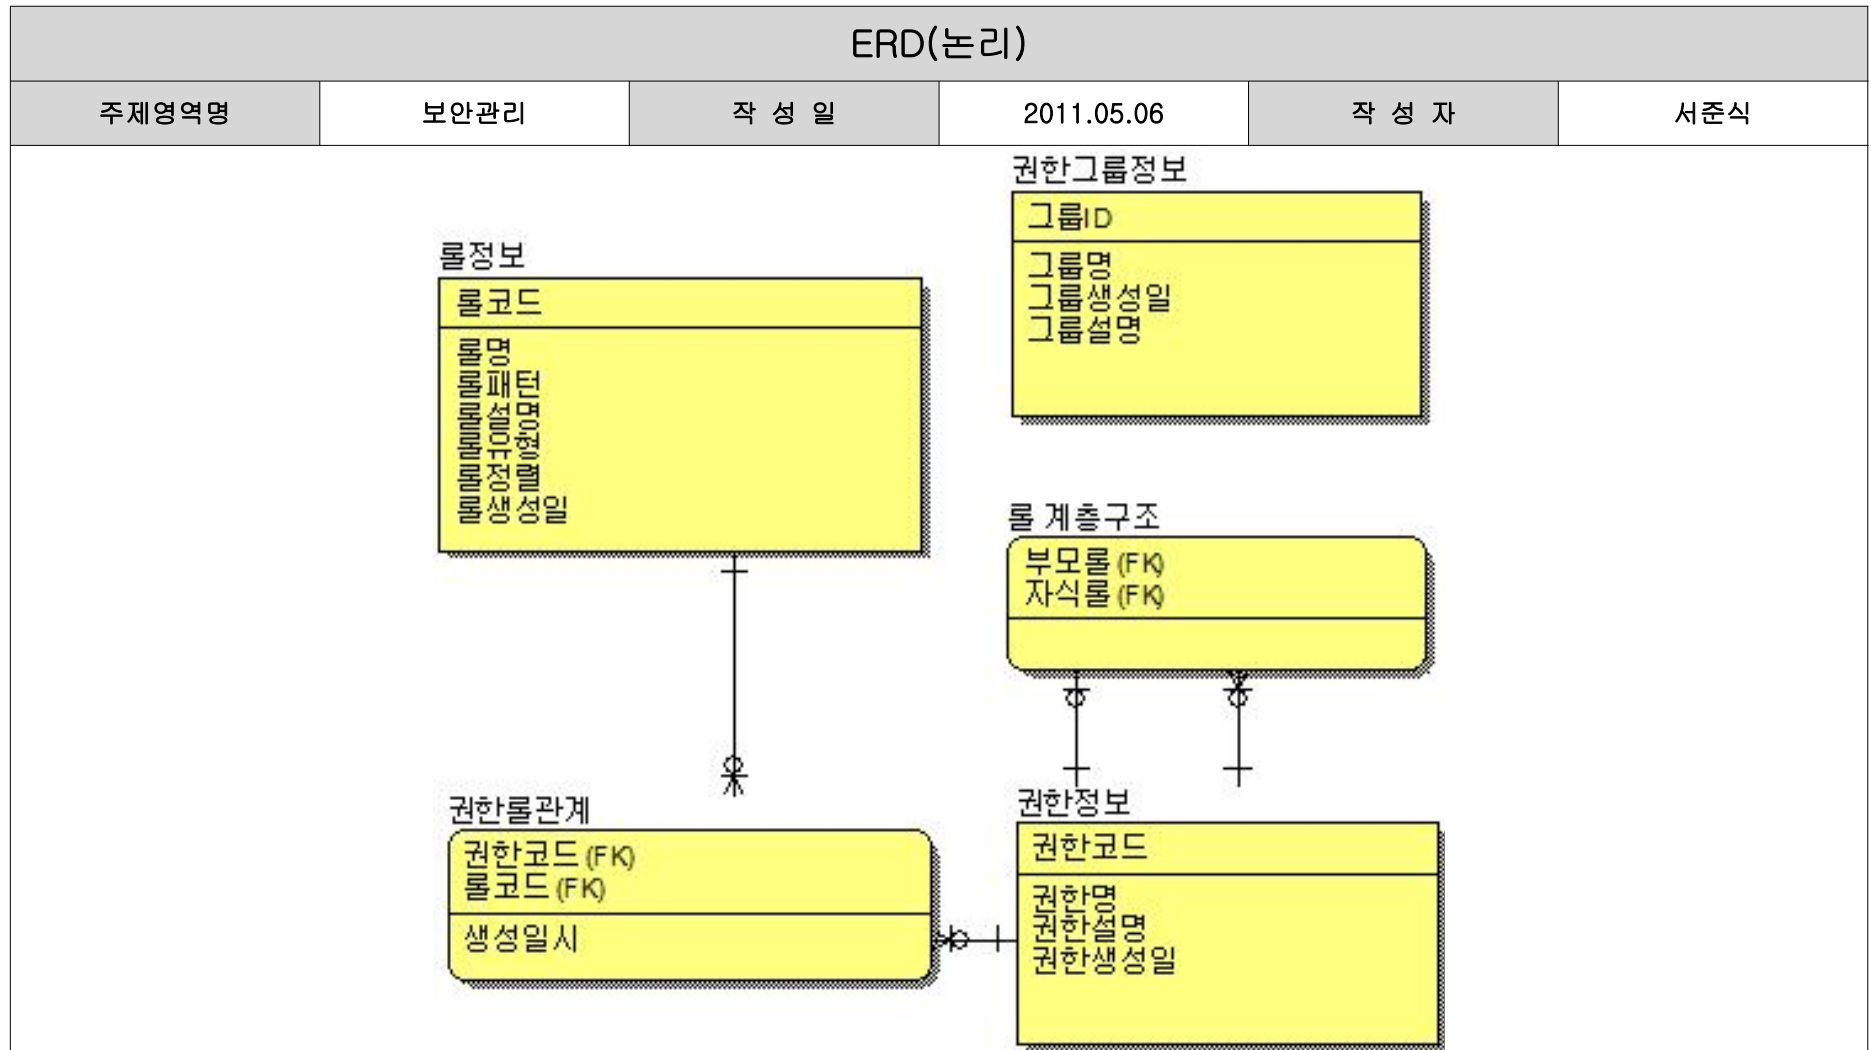 ERD(논리)
주제영역명 보안관리 작 성 일 2011.05.06 작 성 자 서준식
권한그룹정보
그룹ID
그룹명
그룹생성일
그룹설명
롤정보
롤코드
롤명
롤패턴
롤설명
롤유형
롤정렬
롤생성일
롤 계층구조
부모롤(FK)
자식롤(FK)
권한롤관계
권한코드(FK)
롤코드(FK)
생성일시
권한정보
권한코드
권한명
권한설명
권한생성일